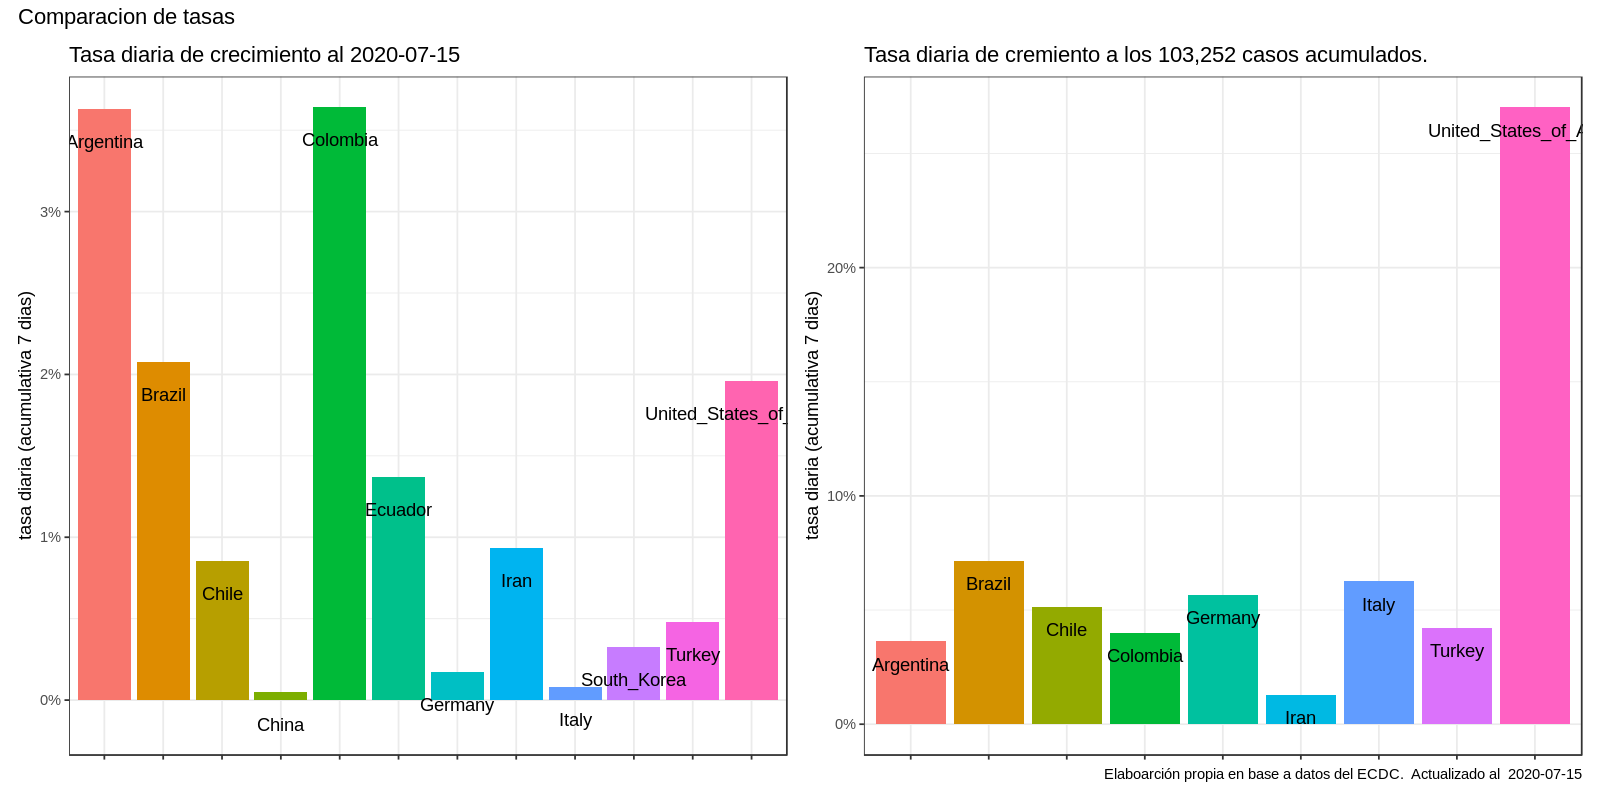 Comparacion de tasas
Tasa diaria de crecimiento al 2020-07-15
tasa diaria (acumulativa 7 dias)
3%
2%
1%
0%
Argentina
Brazil
Chile
China
Colombia
Ecuador
Germany
Iran
Italy
South_Korea
Turkey
United_States_of_
Tasa diaria de cremiento a los 103,252 casos acumulados.
tasa diaria (acumulativa 7 dias)
20%
10%
0%
Argentina
Brazil
Chile
Colombia
Germany
Iran
Italy
Turkey
United_States_of_A
Elaboarción propia en base a datos del ECDC.  Actualizado al  2020-07-15